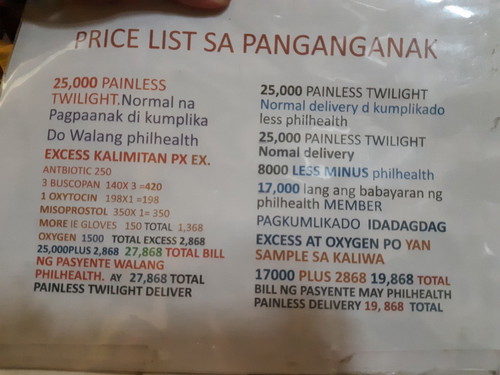 PRICE LIST SA PANGANGANAK
25,000 PAINLESS
TWILIGHT.Normal na
Pagpaanak di kumplika
Do Walang philhealth
EXCESS KALIMITAN PX EX.
ANTBIOTIC 250
3 BUSCOPAN 140X 3 =420
1 OXYTOCIN 198X1 =198
MISOPROSTOL 350X 1= 350
MORE IE GLOVES 150 TOTAL 1,368
OXYGEN 1500 TOTAL EXCESS 2,868
25,000PLUS 2,868 27,868 TOTAL BILL
NG PASYENTE WALANG
PHILHEALTH. AY 27,868 TOTAL
PAINLESS TWILIGHT DELIVER
25,000 PAINLESS TWILIGHT
Normal delivery d kumplikado
less philhealth
25,000 PAINLESS TWILIGHT
Nomal delivery
8000 LESS MINUS philhealth
17,000 lang ang babayaran ng
philhealth MEMBER
PAGKUMLIKADO IDADAGDAG
EXCESS AT OXYGEN PO YAN
SAMPLE SA KALIWA
17000 PLUS 2868 19,868 TOTAL
BILL NG PASYENTE MAY PHILHEALTH
PAINLESS DELIVERY 19, 868 TOTAL